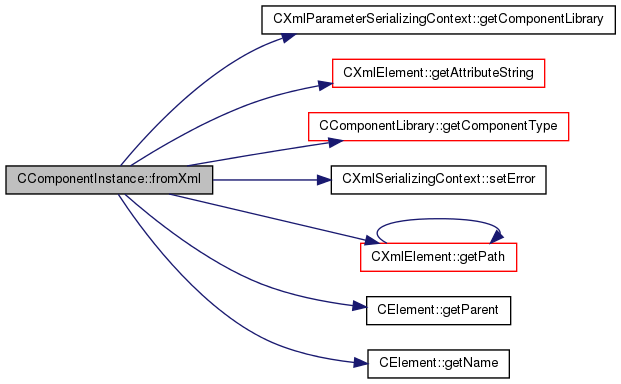 CXmlParameterSerializingContext::getComponentLibrary
CXmlElement::getAttributeString
CComponentLibrary::getComponentType
CComponentInstance::fromXml
CXmlSerializingContext::setError
CXmlElement::getPath
CElement::getParent
CElement::getName